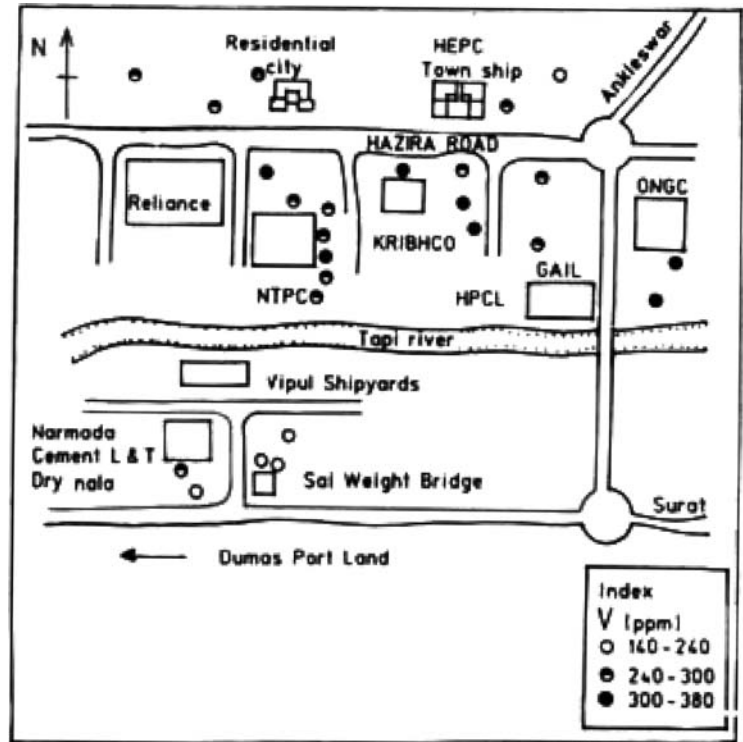 N
Residential
city
HEPC
Town ship
Ankleswar
HAZIRA ROAD
Reliance
ONGC
KRIBHCO
GAIL
NTPC
HPCL
Tapi river
Vipul Shipyards
Narmada
Cement L & T
Dry nala
Sai Weight Bridge
Surat
Dumas Port Land
Index
V (ppm)
140 - 240
240 - 300
300 - 380